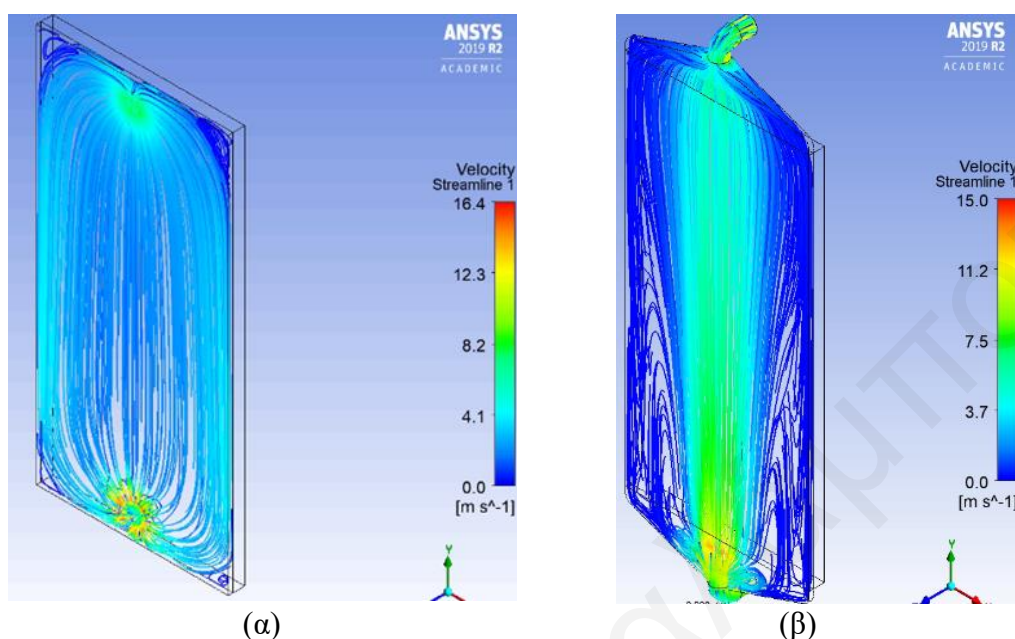 ANSYS
2019 R2
ACADEMIC
Velocity
Streamline 1
16.4
12.3
8.2
4.1
0.0
[m s^-1]
Y
(α)
ANSYS
2019 R2
ACADEMIC
Velocity
Streamline 1
15.0
11.2
7.5
3.7
0.0
[m s^-1]
Y
(β)